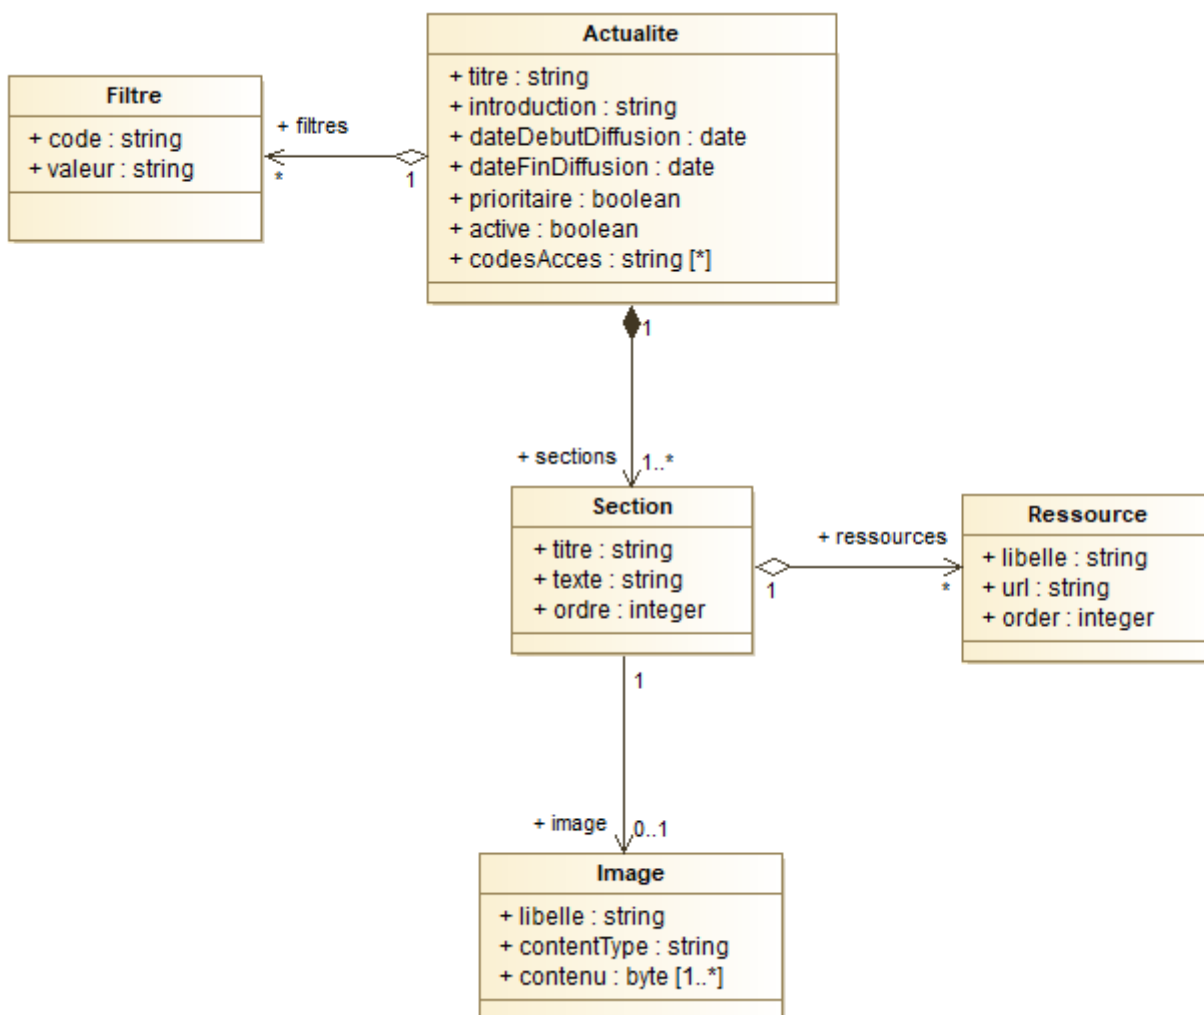 Actualite
+ titre : string
+ introduction : string
+ dateDebutDiffusion : date
+ dateFinDiffusion : date
+ prioritaire : boolean
+ active : boolean
+ codesAcces : string [*]
Filtre
+ code : string
+ valeur : string
+ filtres
*
1
1
+ sections
1..*
Section
+ titre : string
+ texte : string
+ ordre : integer
+ ressources
1
*
Ressource
+ libelle : string
+ url : string
+ order : integer
1
+ image
0..1
Image
+ libelle : string
+ contentType : string
+ contenu : byte [1..*]